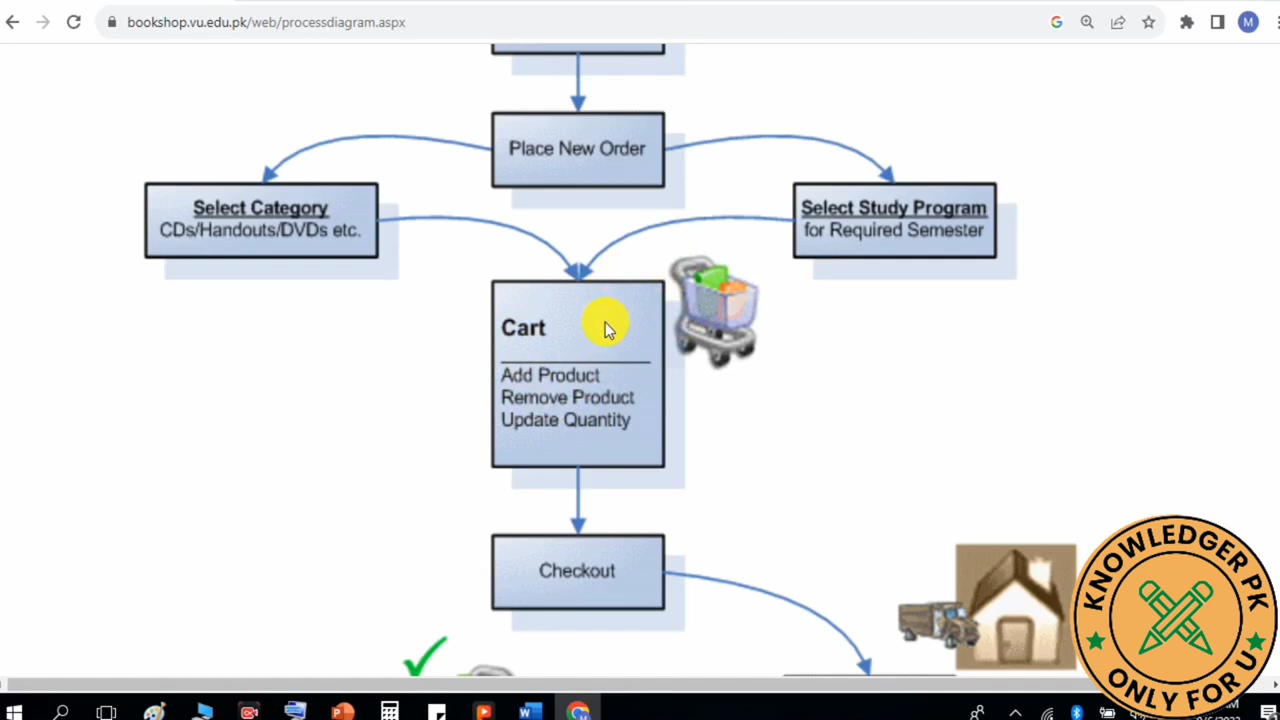 bookshop.vu.edu.pk/web/processdiagram.aspx
M
Place New Order
Select Category
CDs/Handouts/DVDs etc.
Select Study Program
for Required Semester
Cart
Add Product
Remove Product
Update Quantity
Checkout
KNOWLEDGER PK
ONLY FOR U